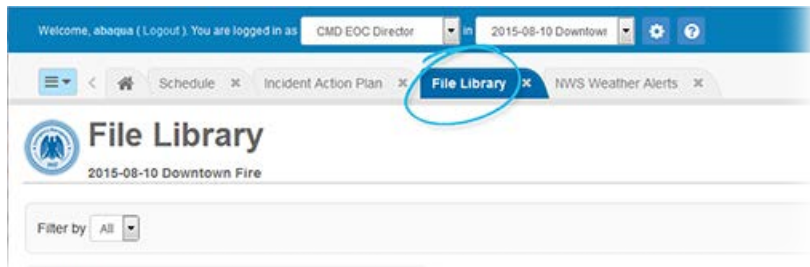 Welcome, abaqua ( Logout ). You are logged in as CMD EOC Director in 2015-08-10 Downtow
Schedule Incident Action Plan File Library NWS Weather Alerts
File Library
2015-08-10 Downtown Fire
Filter by All